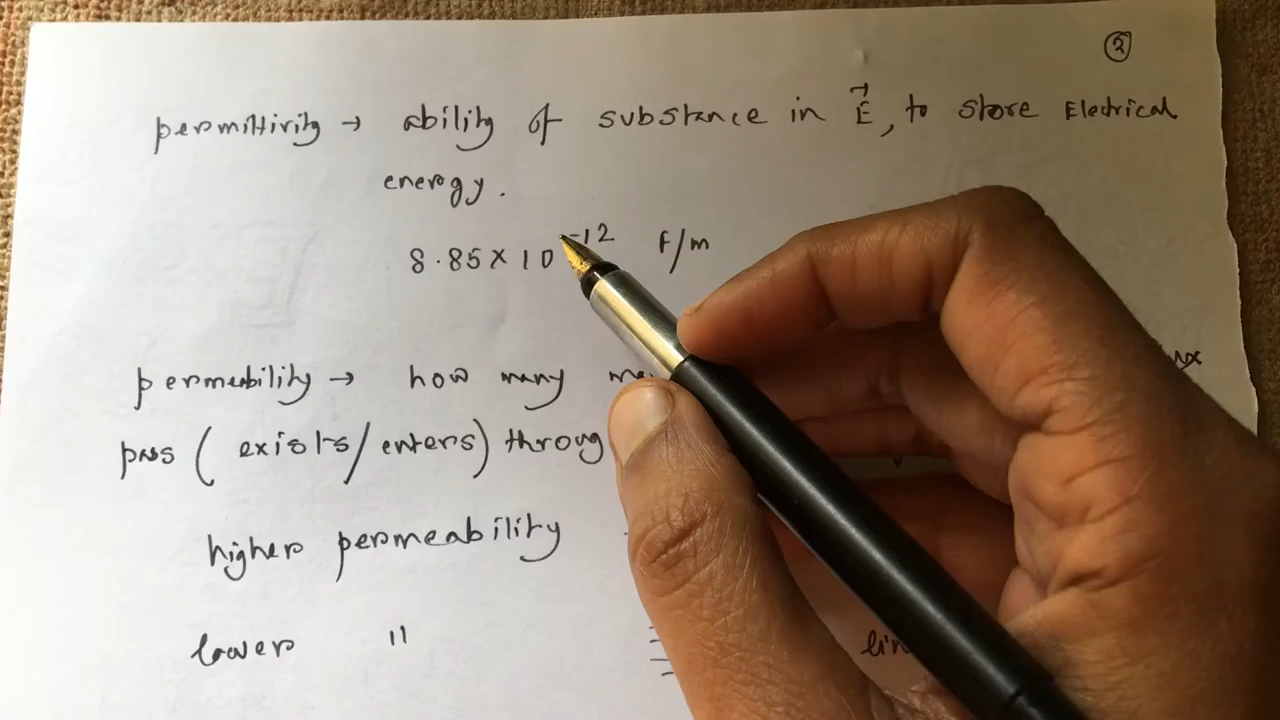 2
permittivity → ability of substance in E⃗, to store Electrical
energy.
8.85 × 10⁻¹² F/m
permeability → how many
pass ( exists/enters) throug
higher permeability
lower "